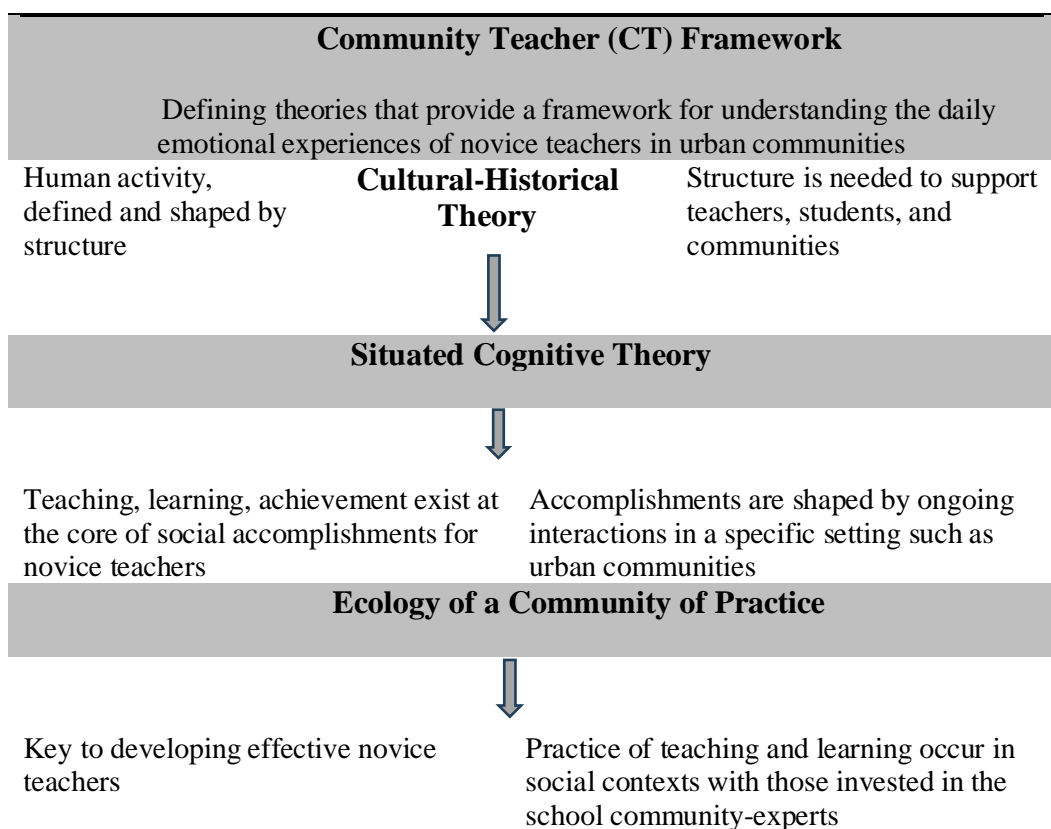 Community Teacher (CT) Framework
Defining theories that provide a framework for understanding the daily
emotional experiences of novice teachers in urban communities
Human activity,
defined and shaped by
structure
Cultural-Historical
Theory
Structure is needed to support
teachers, students, and
communities
Situated Cognitive Theory
Teaching, learning, achievement exist at
the core of social accomplishments for
novice teachers
Accomplishments are shaped by ongoing
interactions in a specific setting such as
urban communities
Ecology of a Community of Practice
Key to developing effective novice
teachers
Practice of teaching and learning occur in
social contexts with those invested in the
school community-experts